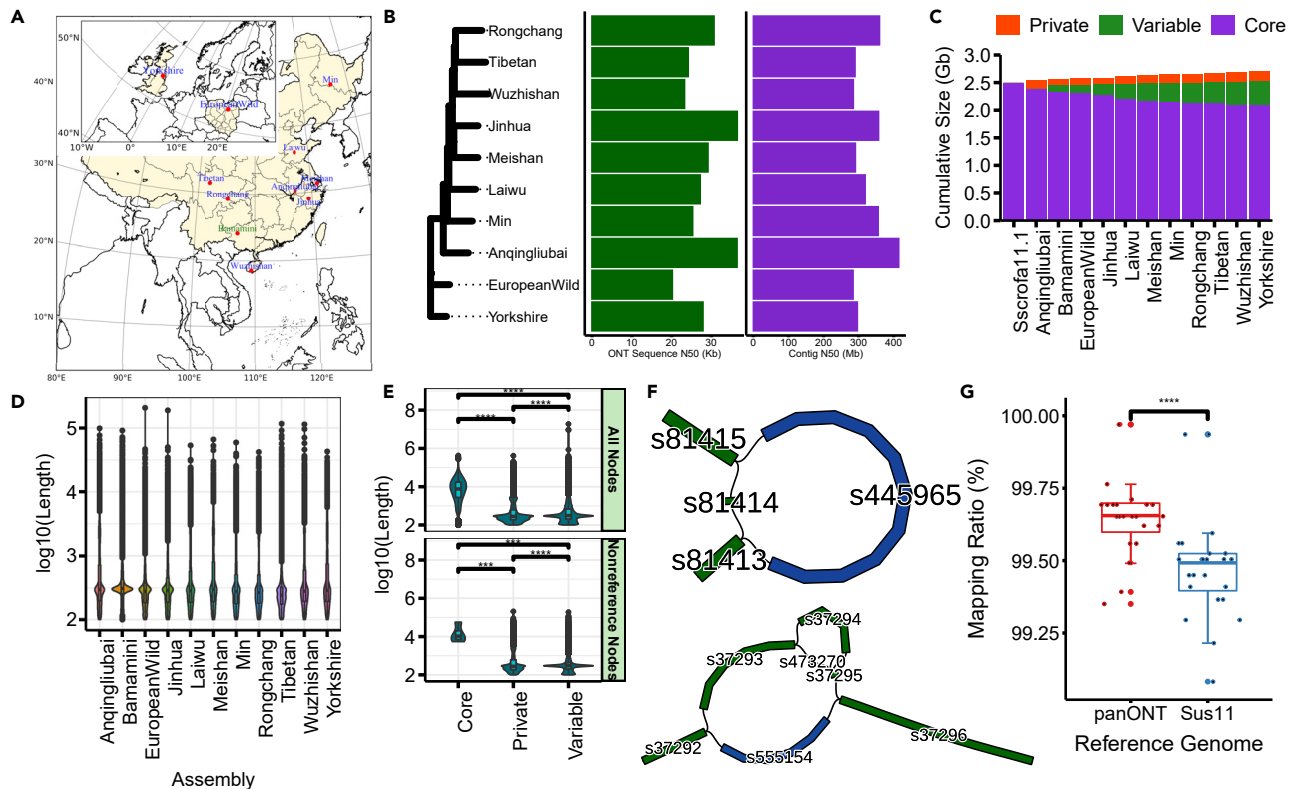 A
50°N
40°N
40°N
30°N
20°N
10°N
10°W
0°
10°E
20°E
80°E
90°E
100°E
110°E
120°E
Yorkshire
EuropeanWild
Min
Laiwu
Tibetan
Rongchang
Meishan
Anqingliubai
Jinhua
Bamamini
Wuzhishan
B
Rongchang
Tibetan
Wuzhishan
Jinhua
Meishan
Laiwu
Min
Anqingliubai
EuropeanWild
Yorkshire
0 10 20 30 40
ONT Sequence N50 (Kb)
0 100 200 300 400
Contig N50 (Mb)
C
Private Variable Core
Cumulative Size (Gb)
3.0
2.5
2.0
1.5
1.0
0.5
0.0
Sscrofa11.1
Anqingliubai
Bamamini
EuropeanWild
Jinhua
Laiwu
Meishan
Min
Rongchang
Tibetan
Wuzhishan
Yorkshire
D
log10(Length)
5
4
3
2
Anqingliubai
Bamamini
EuropeanWild
Jinhua
Laiwu
Meishan
Min
Rongchang
Tibetan
Wuzhishan
Yorkshire
Assembly
E
log10(Length)
8
6
4
2
****
****
****
All Nodes
8
6
4
2
***
****
***
Nonreference Nodes
Core
Private
Variable
F
s81415
s81414
s81413
s445965
s37294
s37293
s473270
s37295
s37292
s555154
s37296
G
****
Mapping Ratio (%)
100.00
99.75
99.50
99.25
panONT Sus11
Reference Genome